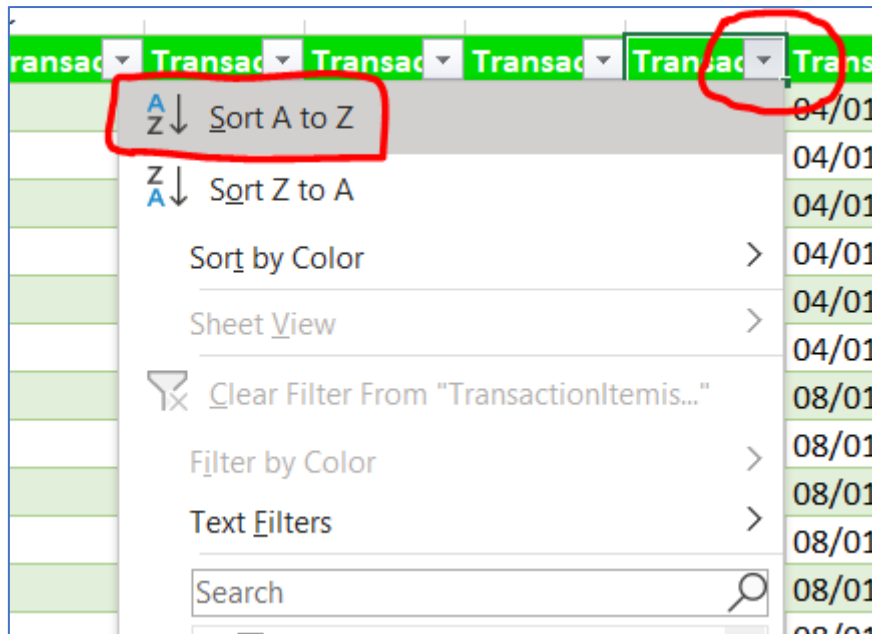 ransac Transac Transac Transac Transac Trans
A Z Sort A to Z
04/01
Z A Sort Z to A
04/01
04/01
Sort by Color
04/01
04/01
Sheet View
04/01
Clear Filter From "TransactionItemis..."
08/01
08/01
Filter by Color
08/01
Text Filters
08/01
Search
08/01
08/01